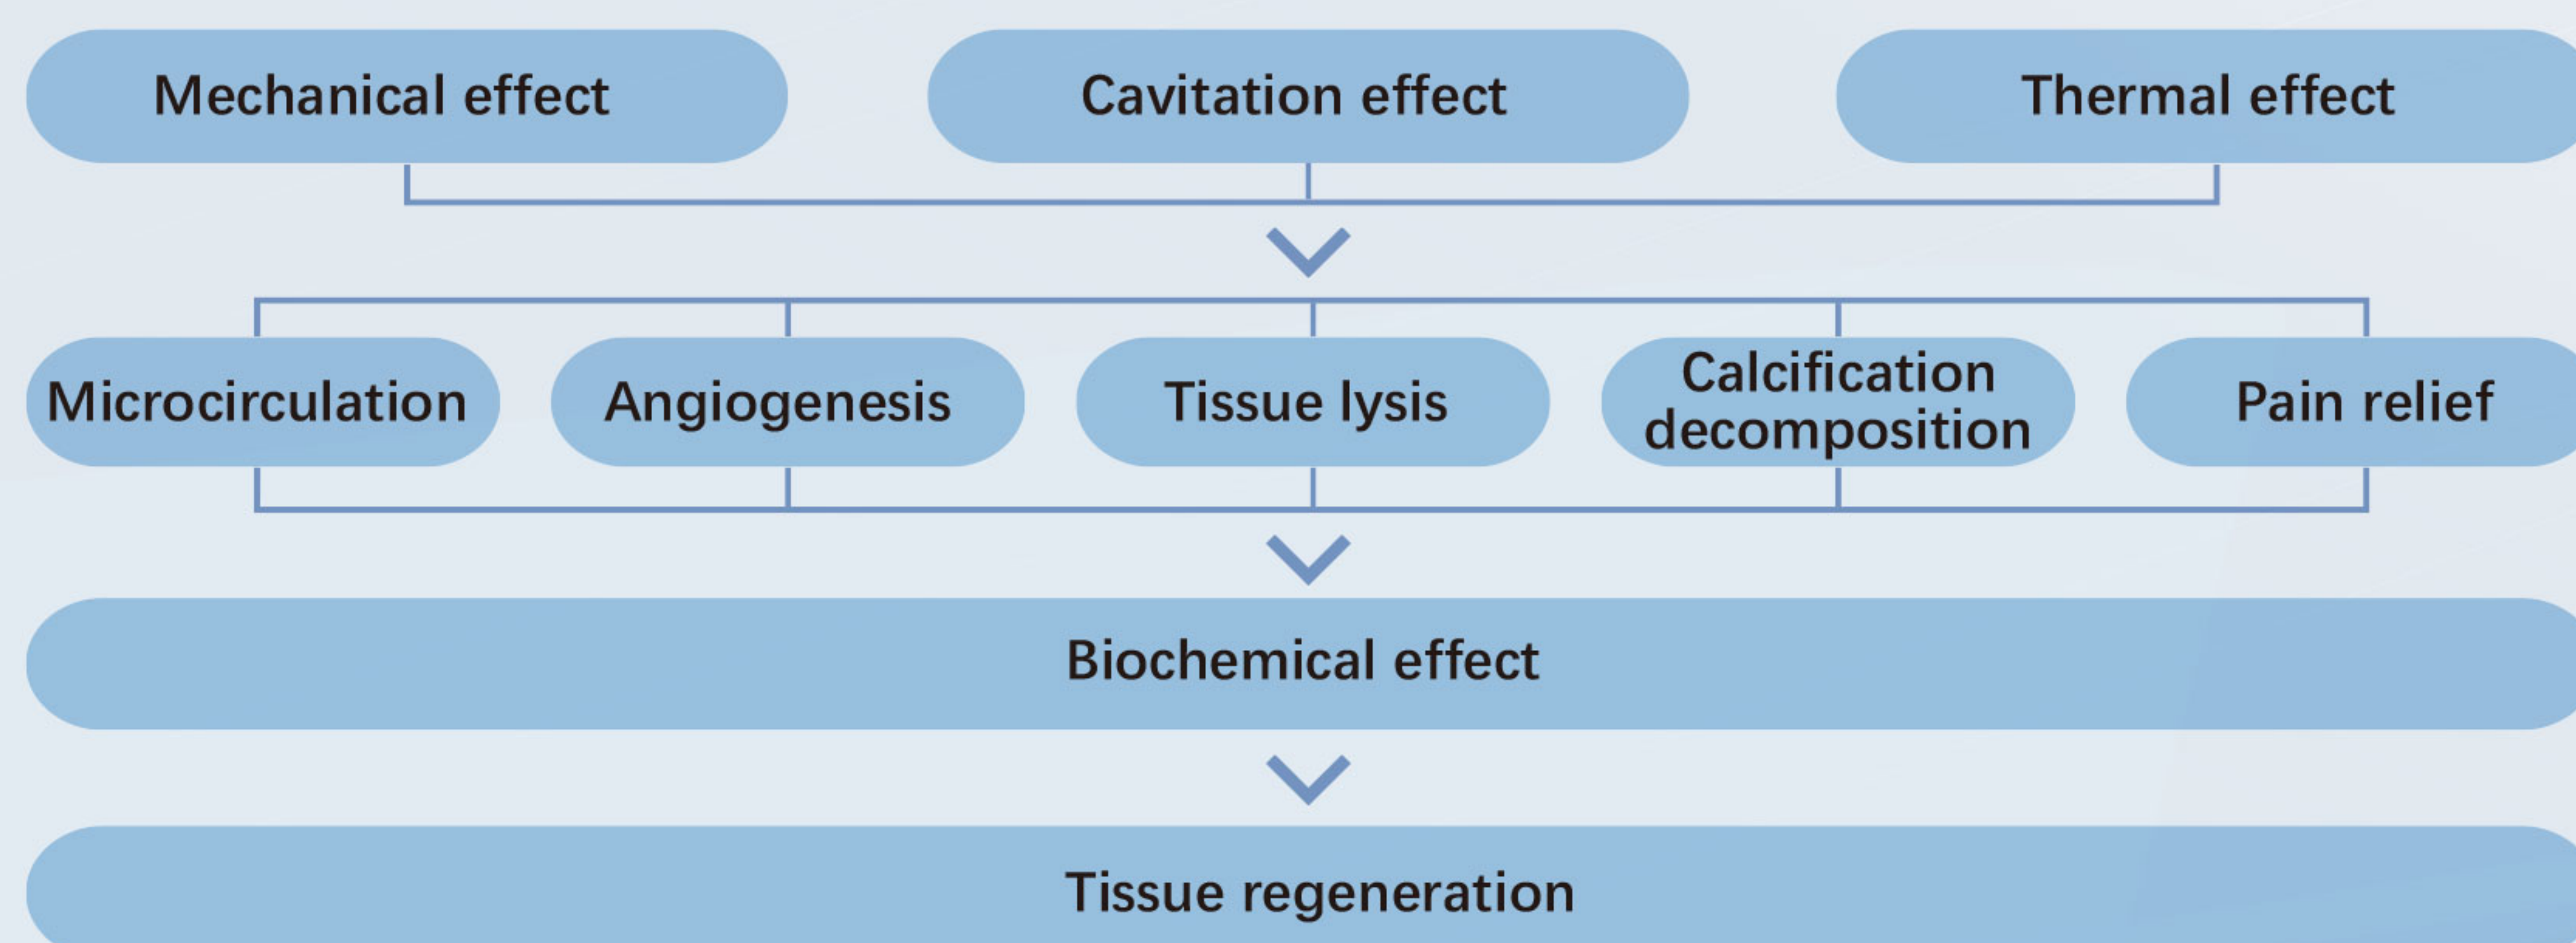 Mechanical effect
Cavitation effect
Thermal effect
Microcirculation
Angiogenesis
Tissue lysis
Calcification
decomposition
Pain relief
Biochemical effect
Tissue regeneration